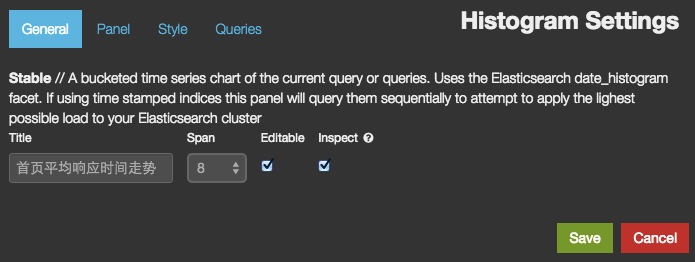 General Panel Style Queries
Histogram Settings
Stable // A bucketed time series chart of the current query or queries. Uses the Elasticsearch date_histogram
facet. If using time stamped indices this panel will query them sequentially to attempt to apply the lighest
possible load to your Elasticsearch cluster
Title Span Editable Inspect ?
首页平均响应时间走势 8
Save Cancel